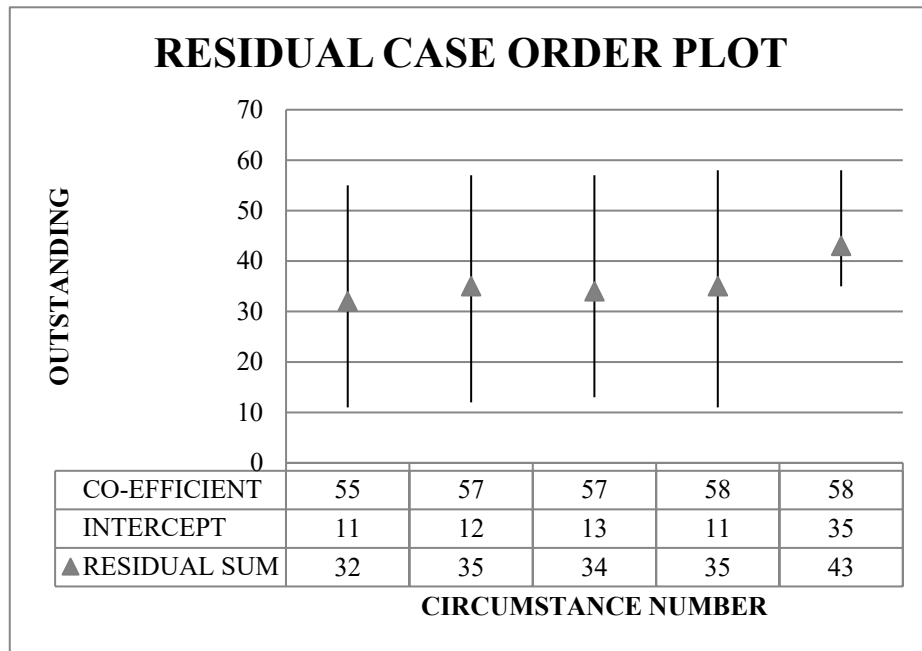 RESIDUAL CASE ORDER PLOT
OUTSTANDING
70
60
50
40
30
20
10
0
CO-EFFICIENT 55 57 57 58 58
INTERCEPT 11 12 13 11 35
RESIDUAL SUM 32 35 34 35 43
CIRCUMSTANCE NUMBER